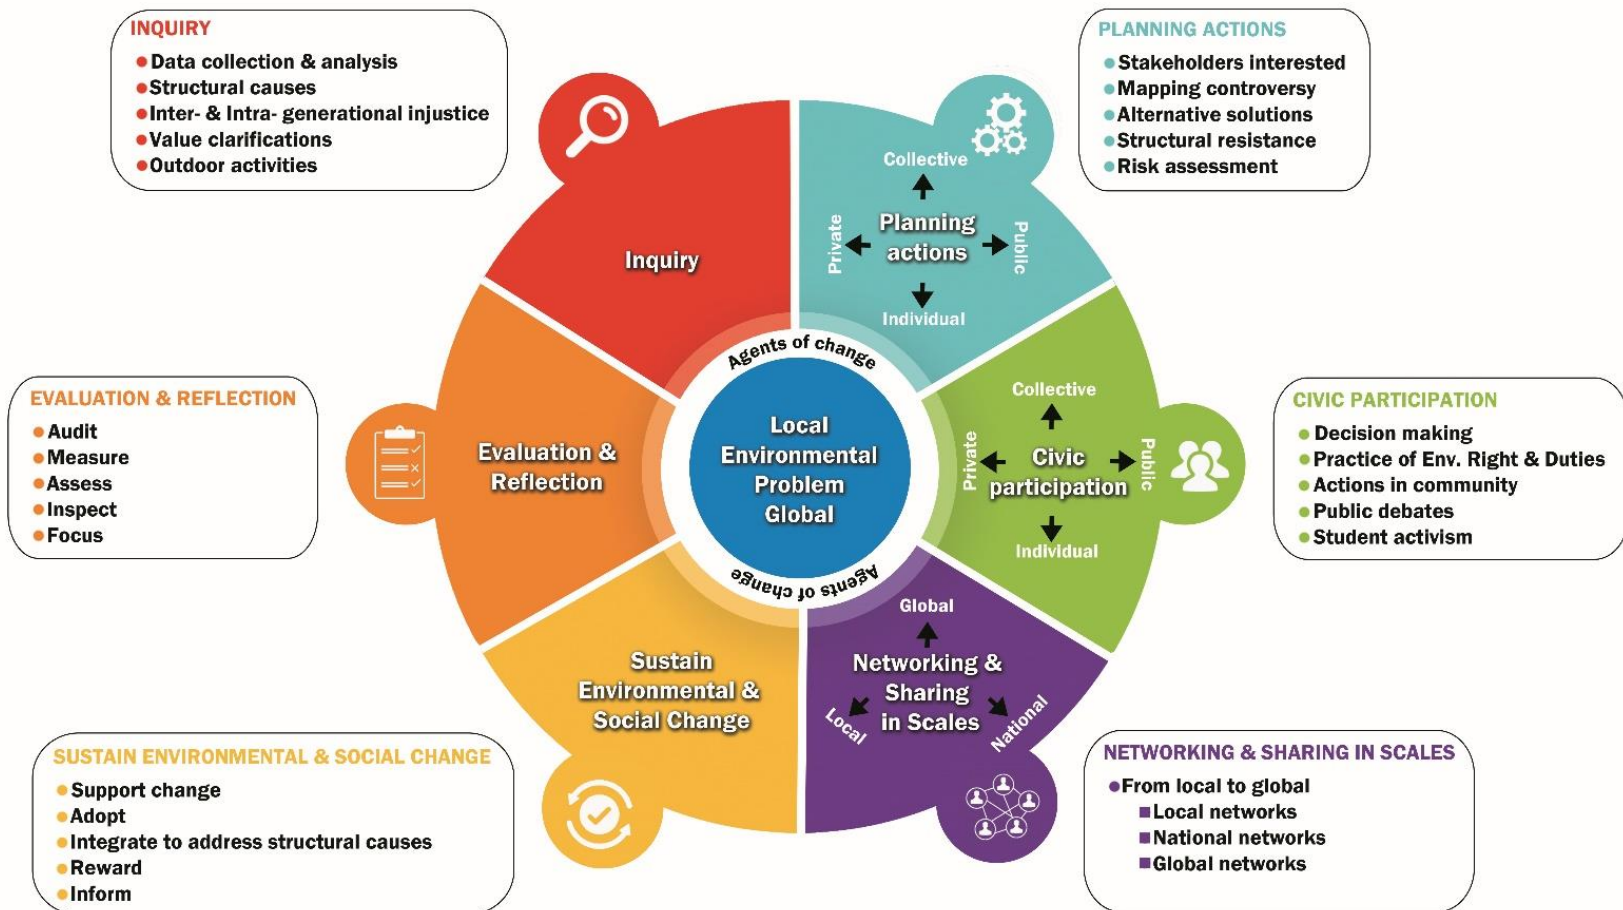 INQUIRY
Data collection & analysis
Structural causes
Inter- & Intra- generational injustice
Value clarifications
Outdoor activities
PLANNING ACTIONS
Stakeholders interested
Mapping controversy
Alternative solutions
Structural resistance
Risk assessment
Inquiry
Collective
Private
Planning
actions
Public
Individual
EVALUATION & REFLECTION
Audit
Measure
Assess
Inspect
Focus
Evaluation &
Reflection
Agents of change
Local
Environmental
Problem
Global
Agents of change
Collective
Private
Civic
participation
Public
Individual
CIVIC PARTICIPATION
Decision making
Practice of Env. Right & Duties
Actions in community
Public debates
Student activism
Sustain
Environmental &
Social Change
Global
Networking &
Sharing
in Scales
Local
National
SUSTAIN ENVIRONMENTAL & SOCIAL CHANGE
Support change
Adopt
Integrate to address structural causes
Reward
Inform
NETWORKING & SHARING IN SCALES
From local to global
Local networks
National networks
Global networks